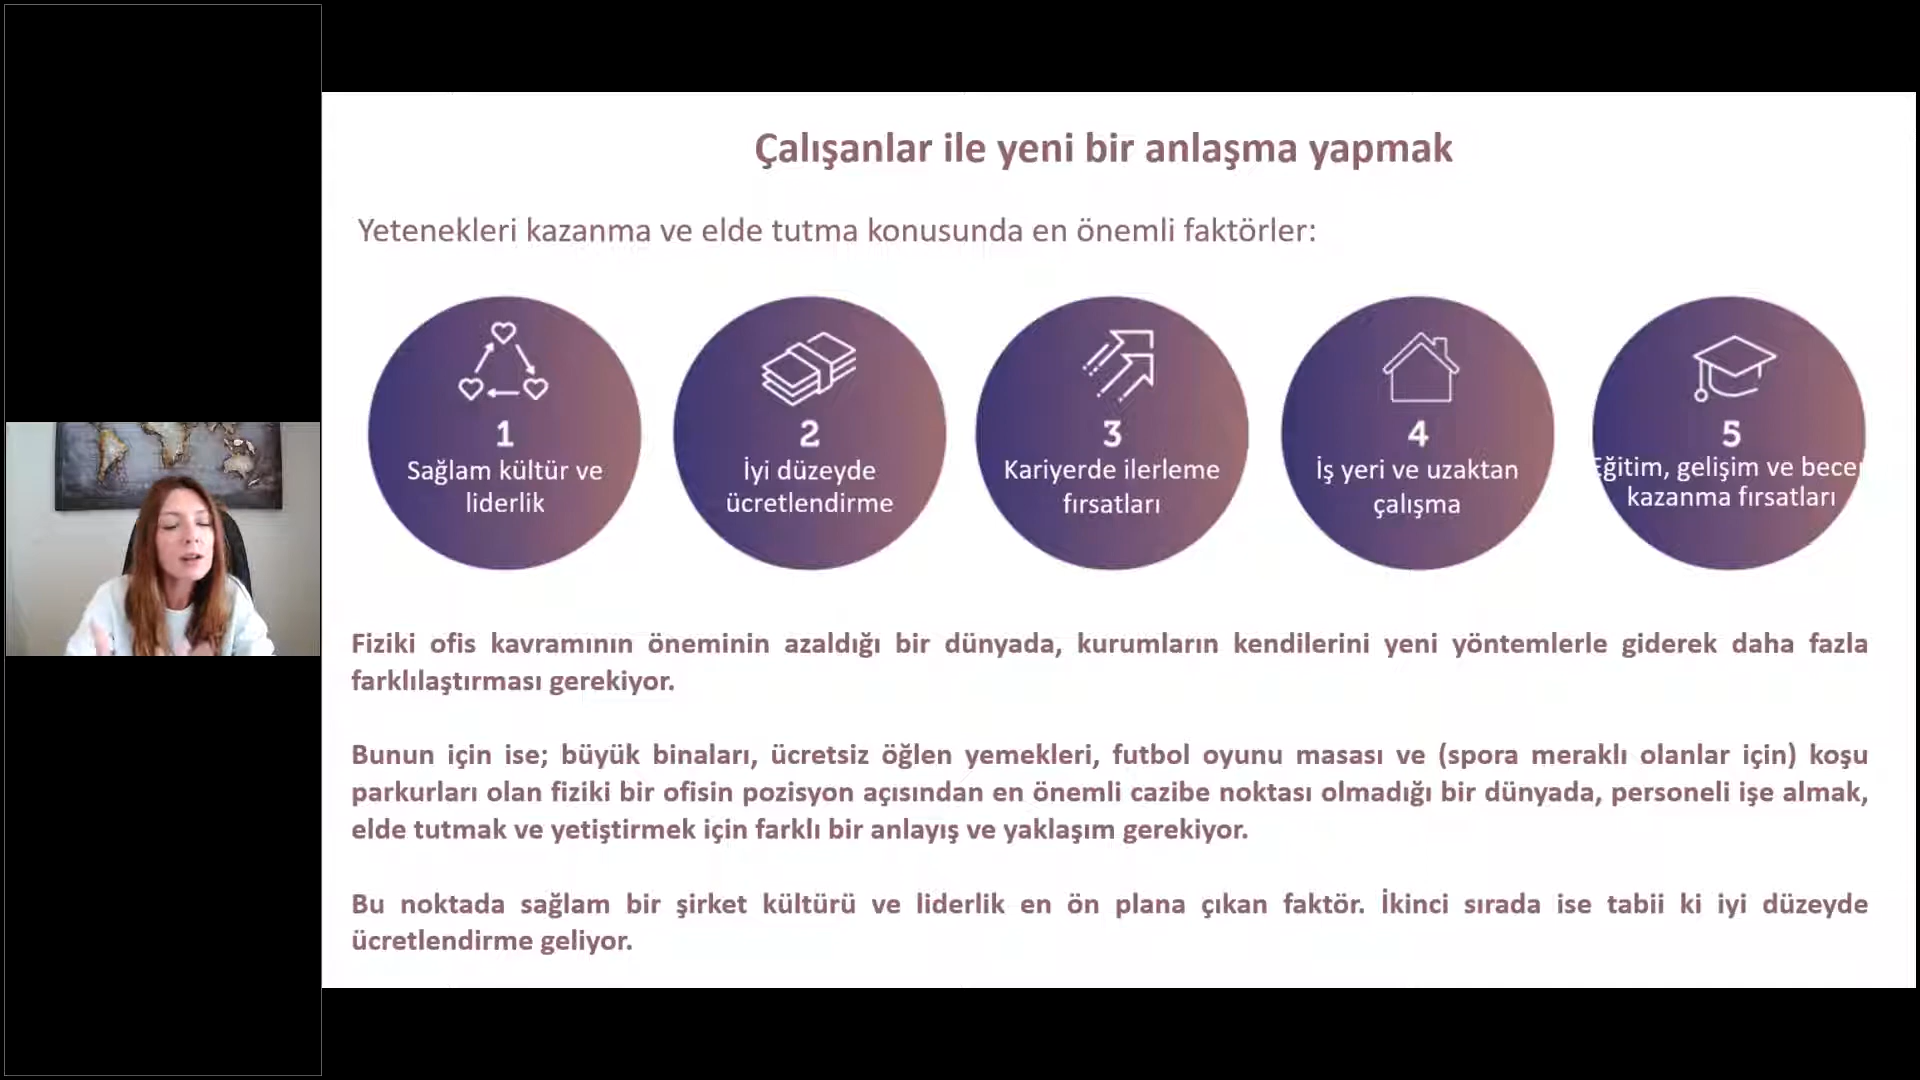 Çalışanlar ile yeni bir anlaşma yapmak
Yetenekleri kazanma ve elde tutma konusunda en önemli faktörler:
1
Sağlam kültür ve
liderlik
2
İyi düzeyde
ücretlendirme
3
Kariyerde ilerleme
fırsatları
4
İş yeri ve uzaktan
çalışma
5
Eğitim, gelişim ve becer
kazanma fırsatları
Fiziki ofis kavramının öneminin azaldığı bir dünyada, kurumların kendilerini yeni yöntemlerle giderek daha fazla
farklılaştırması gerekiyor.
Bunun için ise; büyük binaları, ücretsiz öğlen yemekleri, futbol oyunu masası ve (spora meraklı olanlar için) koşu
parkurları olan fiziki bir ofisin pozisyon açısından en önemli cazibe noktası olmadığı bir dünyada, personeli işe almak,
elde tutmak ve yetiştirmek için farklı bir anlayış ve yaklaşım gerekiyor.
Bu noktada sağlam bir şirket kültürü ve liderlik en ön plana çıkan faktör. İkinci sırada ise tabii ki iyi düzeyde
ücretlendirme geliyor.